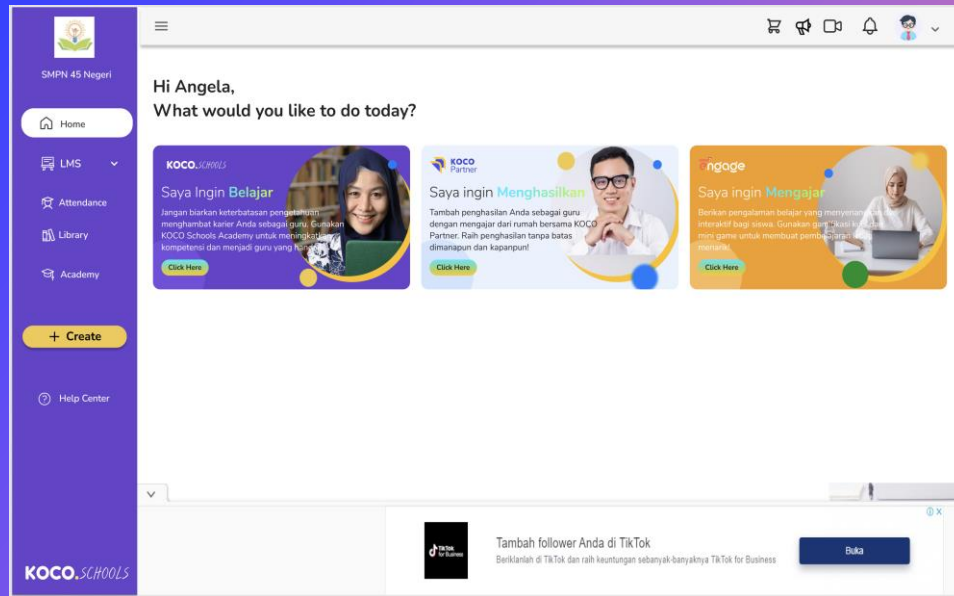 SMPN 45 Negeri
Home
LMS
Attendance
Library
Academy
+ Create
Help Center
KOCO.SCHOOLS
Hi Angela,
What would you like to do today?
KOCO.SCHOOLS
Saya Ingin Belajar
Jangan biarkan keterbatasan pengetahuan
menghambat karier Anda sebagai guru. Gunakan
KOCO Schools Academy untuk meningkatkan
kompetensi dan menjadi guru yang
Click Here
KOCO
Partner
Saya ingin Menghasilkan
Tambah penghasilan Anda sebagai guru
dengan mengajar dari rumah bersama KOCO
Partner. Raih penghasilan tanpa batas
dimanapun dan kapanpun!
Click Here
engage
Saya ingin Mengajar
Berikan pengalaman belajar yang
interaktif bagi siswa. Gunakan
mini game untuk membuat
menarik!
Click Here
TikTok
for Business
Tambah follower Anda di TikTok
Beriklanlah di TikTok dan raih keuntungan sebanyak-banyaknya TikTok for Business
Buka